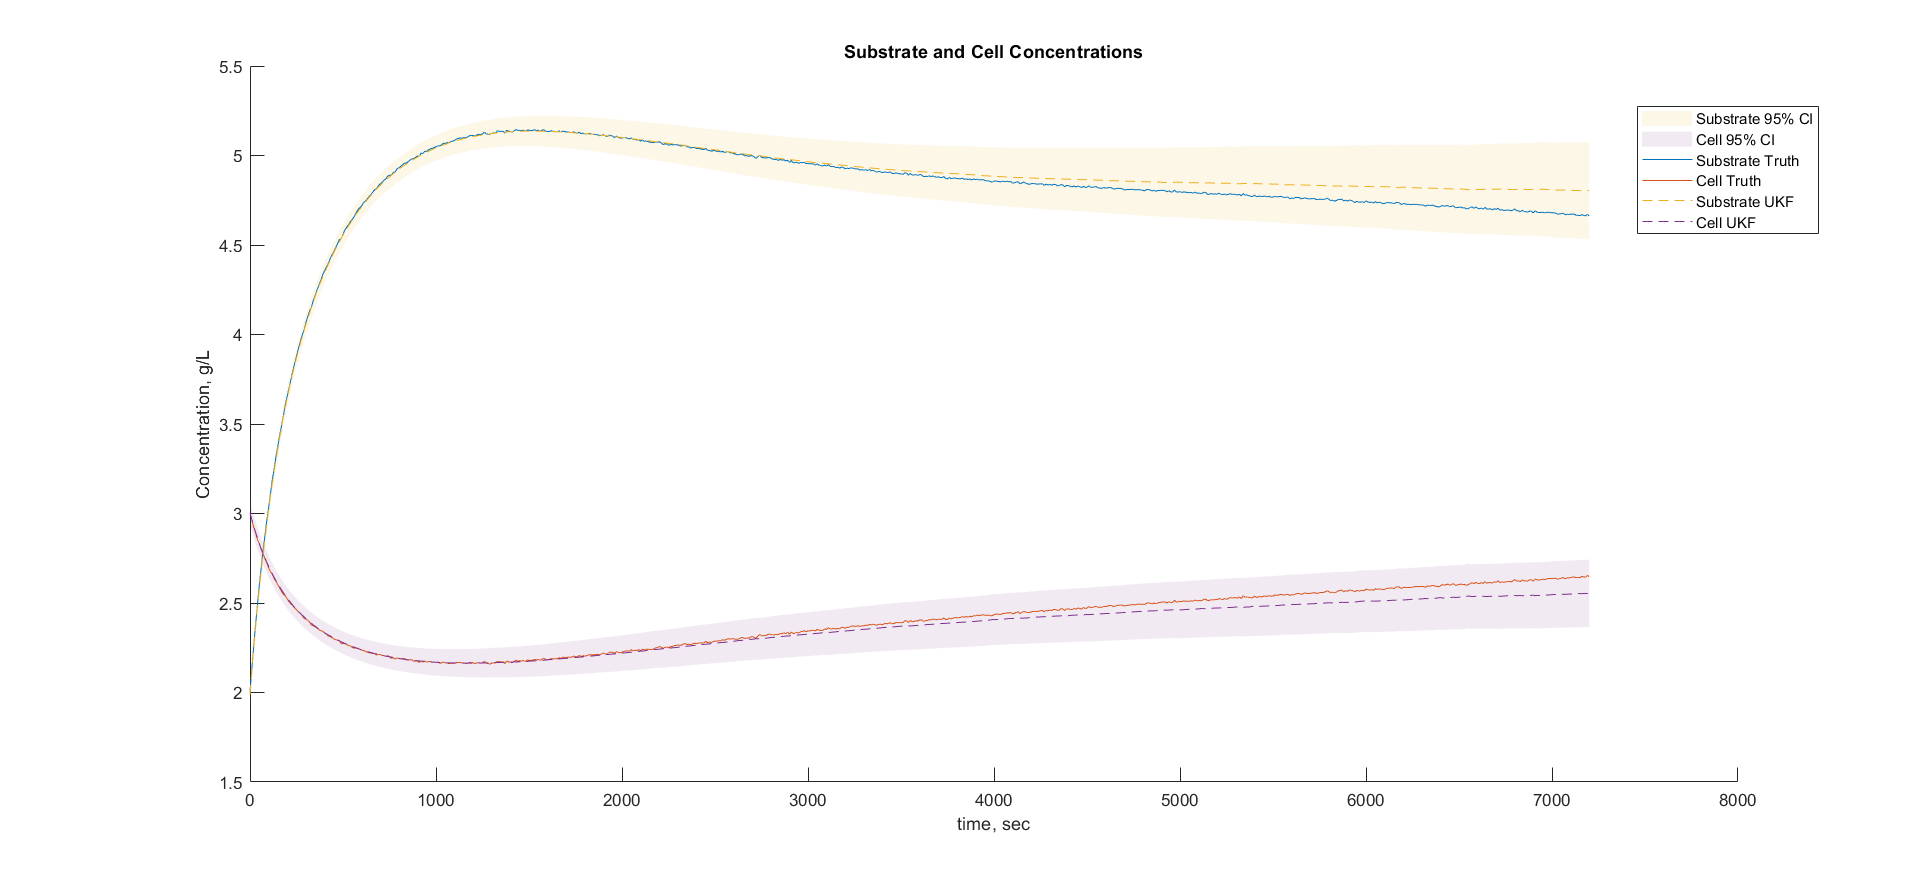 Substrate and Cell Concentrations
5.5
5
4.5
4
3.5
3
2.5
2
1.5
Concentration, g/L
0 1000 2000 3000 4000 5000 6000 7000 8000
time, sec
Substrate 95% CI
Cell 95% CI
Substrate Truth
Cell Truth
Substrate UKF
Cell UKF